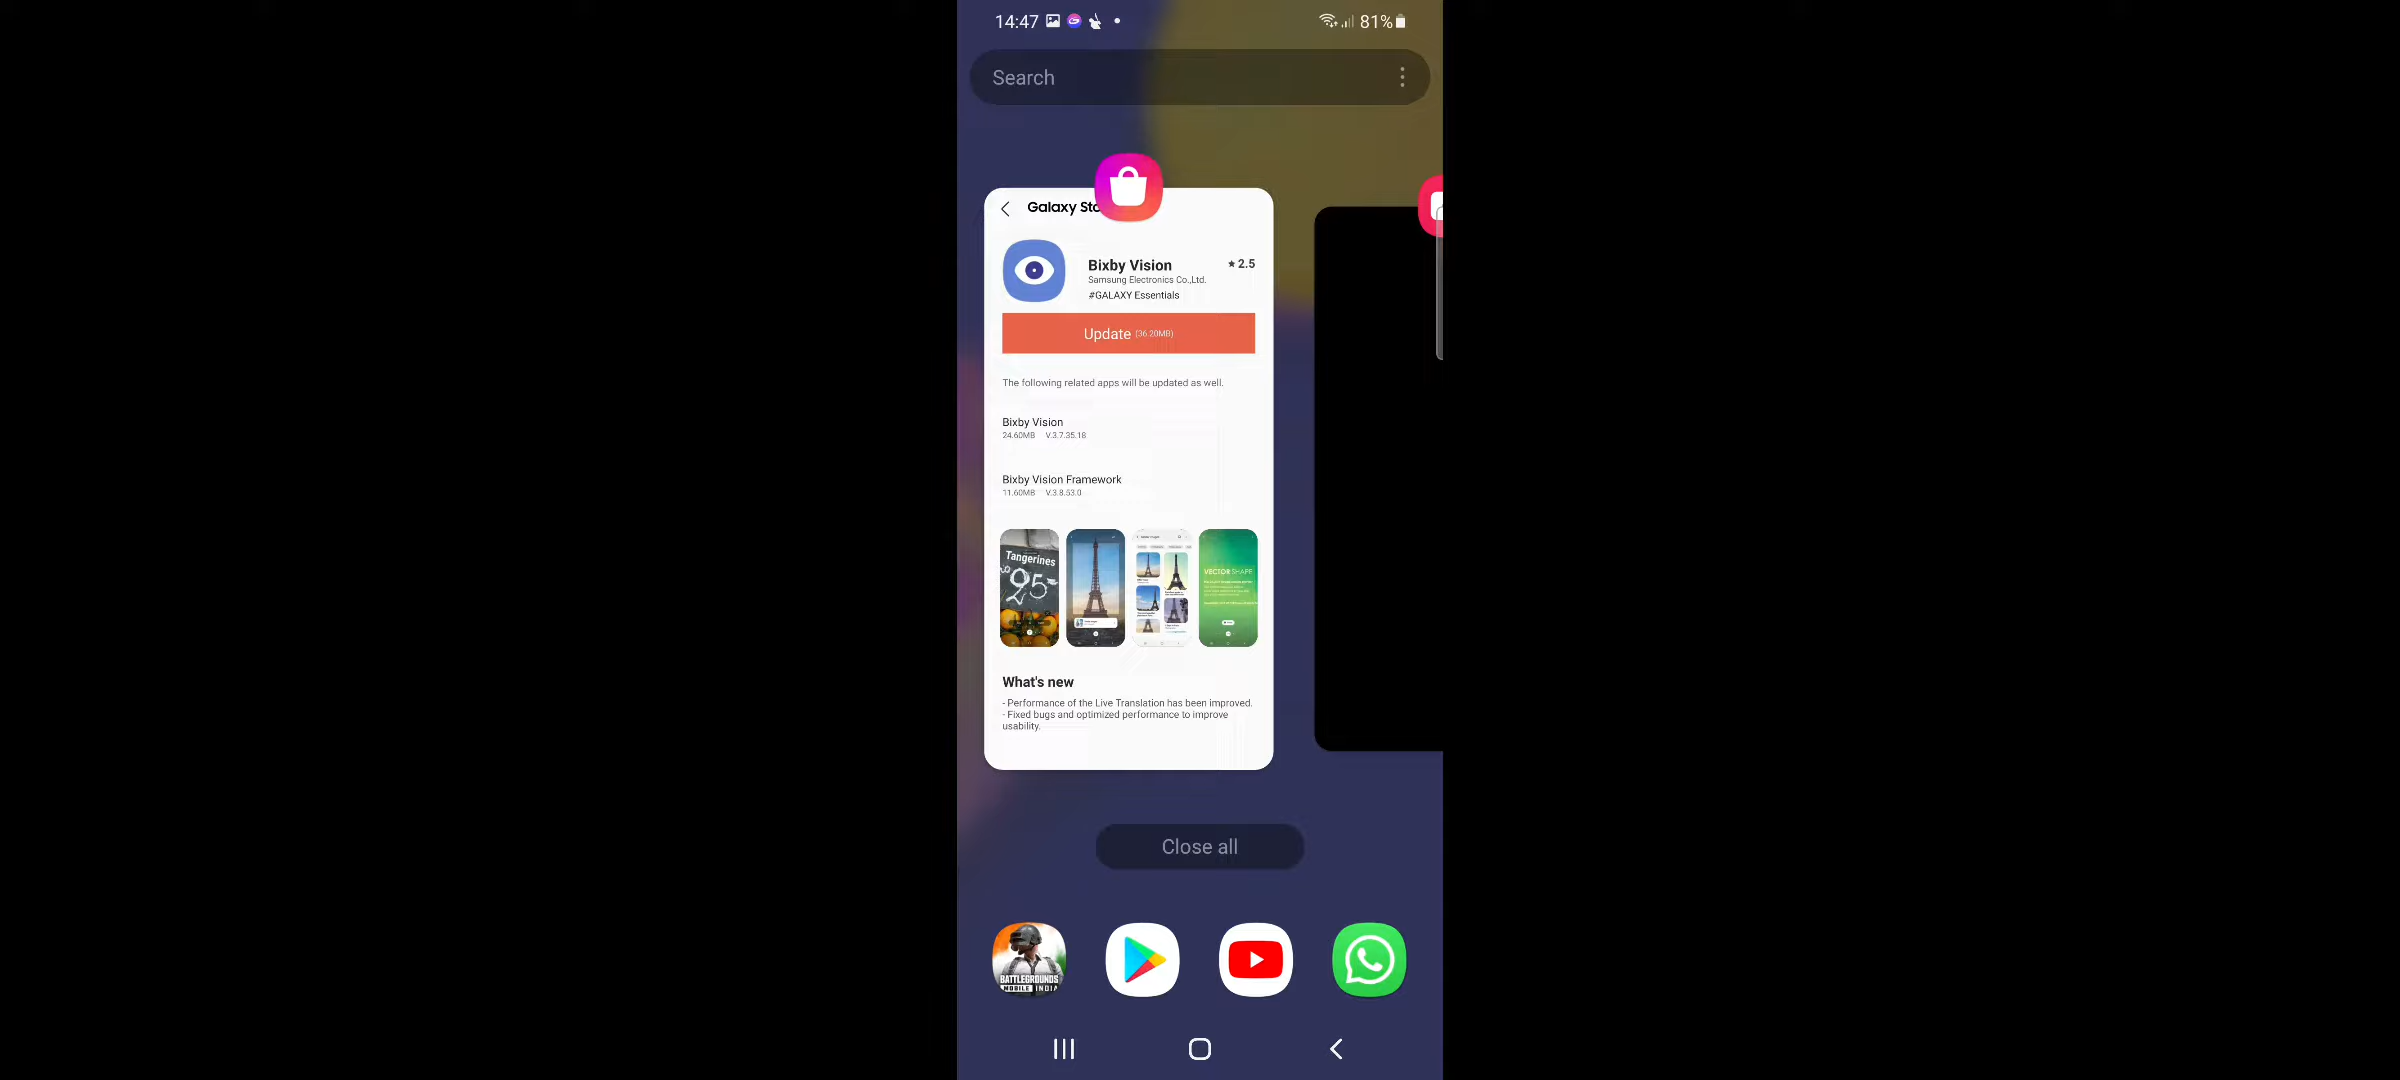 14:47
81%
Search
Galaxy Sto
Bixby Vision
2.5
Samsung Electronics Co.,Ltd.
#GALAXY Essentials
Update (36.20MB)
The following related apps will be updated as well.
Bixby Vision
24.60MB V.3.7.35.18
Bixby Vision Framework
11.60MB V.3.8.53.0
Tangerines
95
VECTOR SHAPE
What's new
- Performance of the Live Translation has been improved.
- Fixed bugs and optimized performance to improve
usability.
Close all
BATTLEGROUNDS
MOBILE INDIA